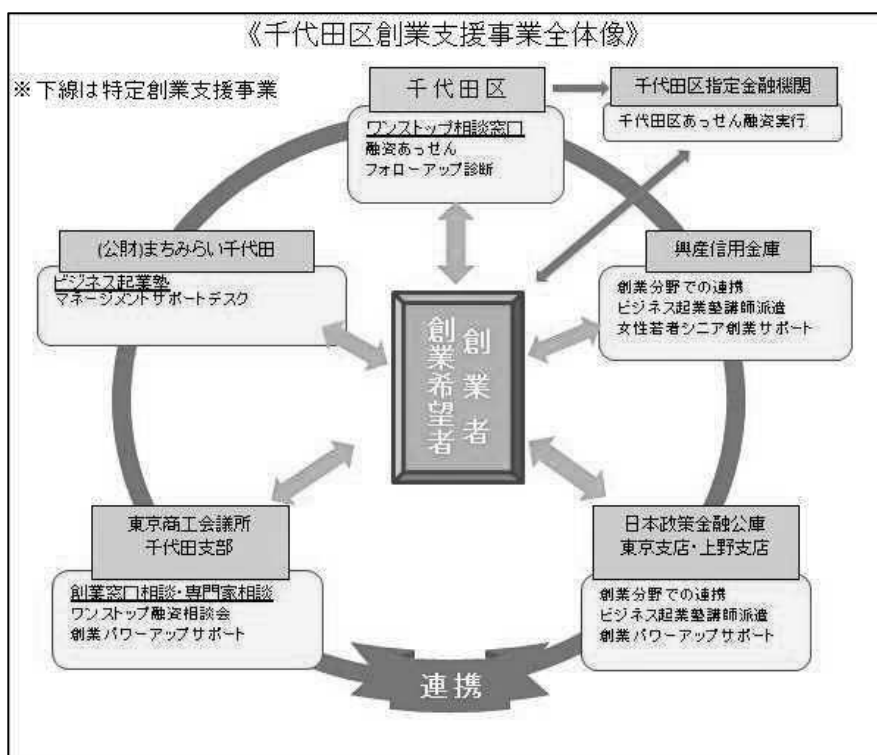 《千代田区創業支援事業全体像》
※下線は特定創業支援事業
千代田区
ワンストップ相談窓口
融資あっせん
フォローアップ診断
千代田区指定金融機関
千代田区あっせん融資実行
(公財)まちみらい千代田
ビジネス起業塾
マネージメントサポートデスク
興産信用金庫
創業分野での連携
ビジネス起業塾講師派遣
女性若者シニア創業サポート
創業者
創業希望者
東京商工会議所
千代田支部
創業窓口相談・専門家相談
ワンストップ融資相談会
創業パワーアップサポート
日本政策金融公庫
東京支店・上野支店
創業分野での連携
ビジネス起業塾講師派遣
創業パワーアップサポート
連携